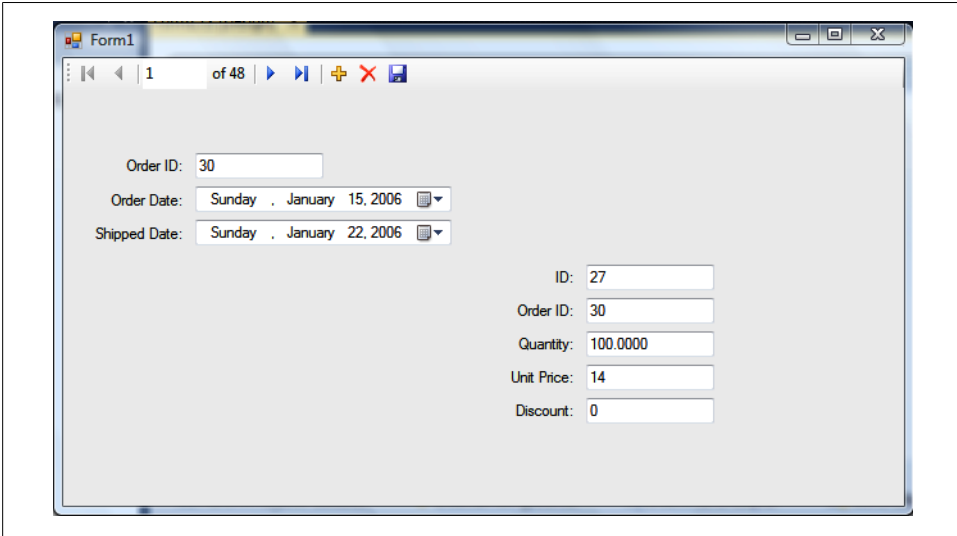 Form1
1 of 48
Order ID: 30
Order Date: Sunday , January 15, 2006
Shipped Date: Sunday , January 22, 2006
ID: 27
Order ID: 30
Quantity: 100.0000
Unit Price: 14
Discount: 0